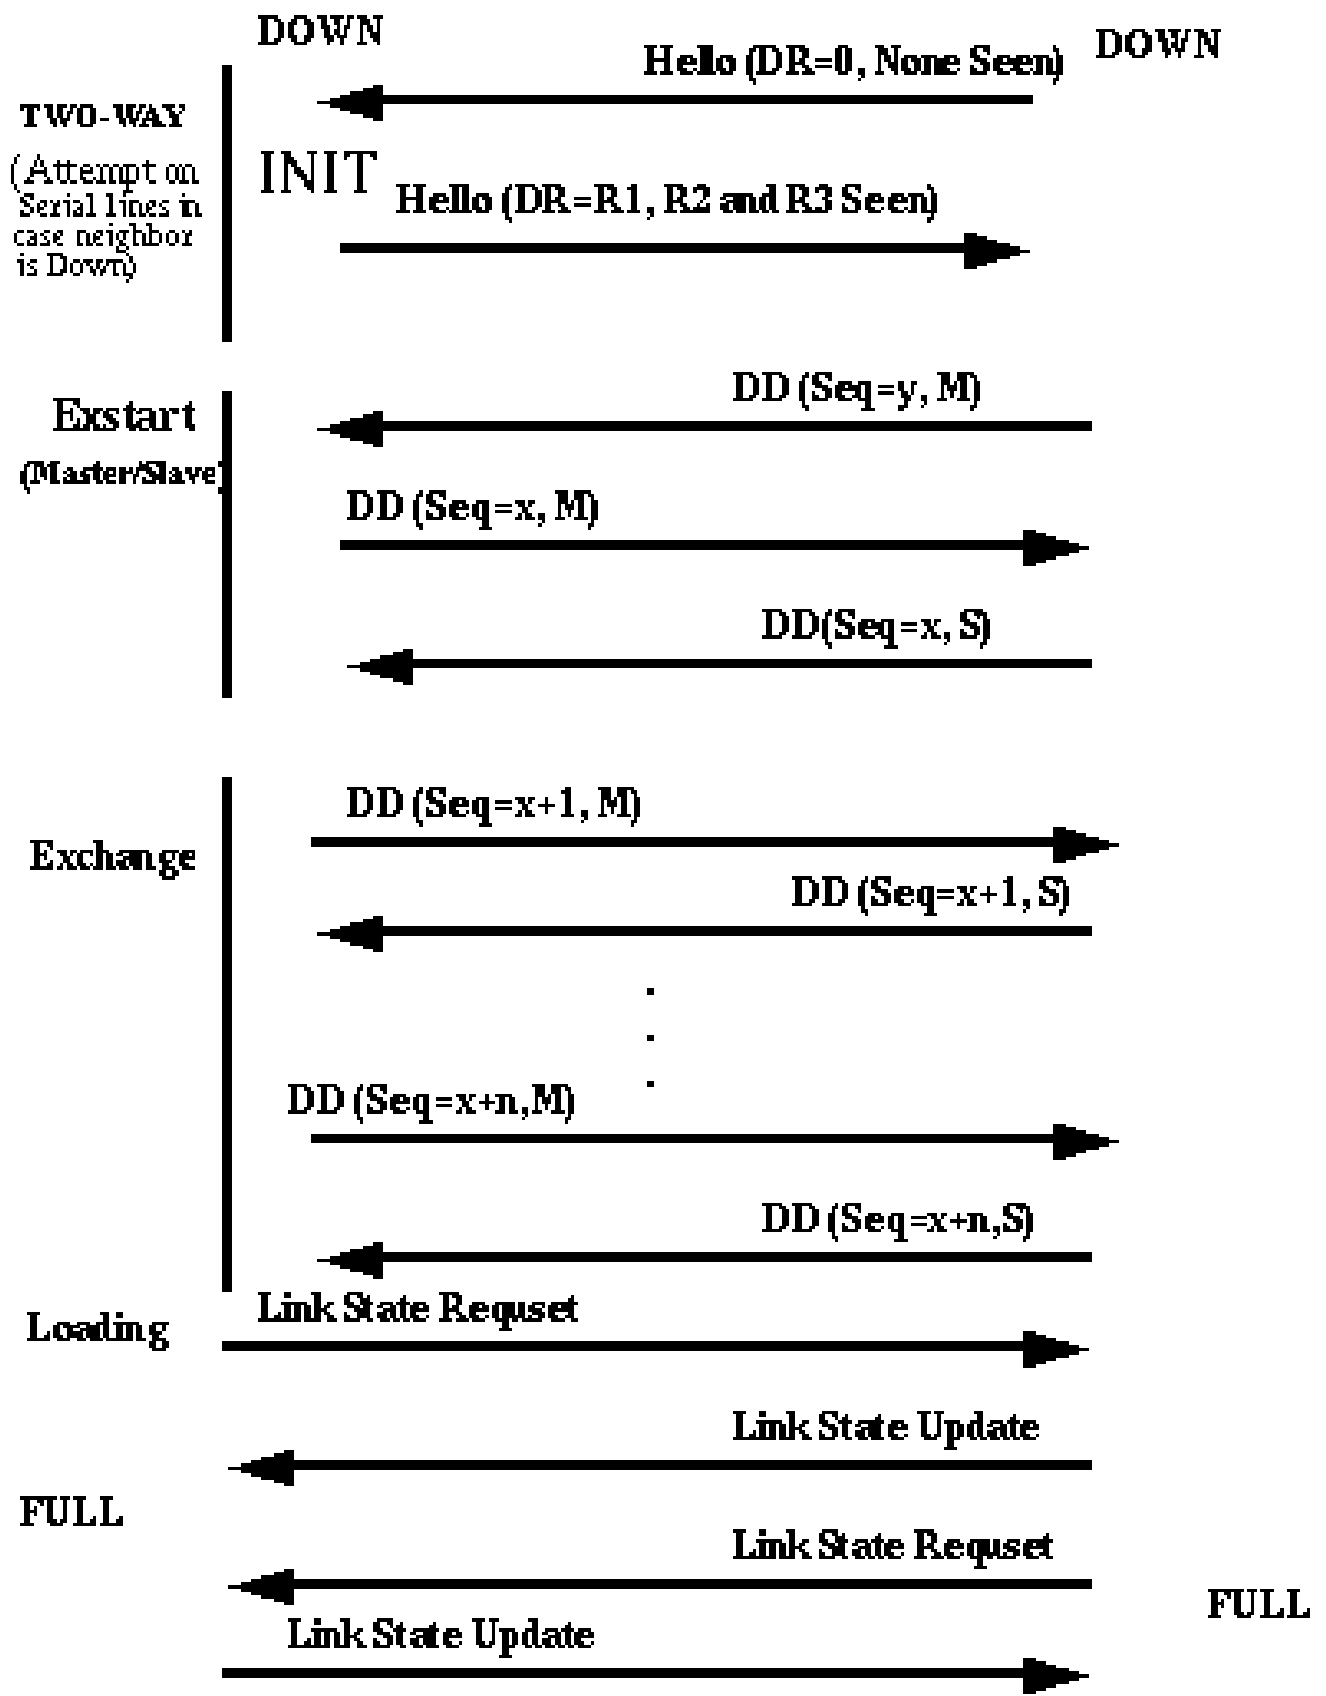 DOWN
DOWN
Hello (DR=0, None Seen)
TWO-WAY
(Attempt on
Serial lines in
case neighbor
is Down)
INIT
Hello (DR=R1, R2 and R3 Seen)
DD (Seq=y, M)
Exstart
(Master/Slave)
DD (Seq=x, M)
DD(Seq=x, S)
DD (Seq=x+1, M)
Exchange
DD (Seq=x+1, S)
.
.
.
DD (Seq=x+n,M)
DD (Seq=x+n,S)
Link State Requset
Loading
Link State Update
FULL
Link State Requset
FULL
Link State Update